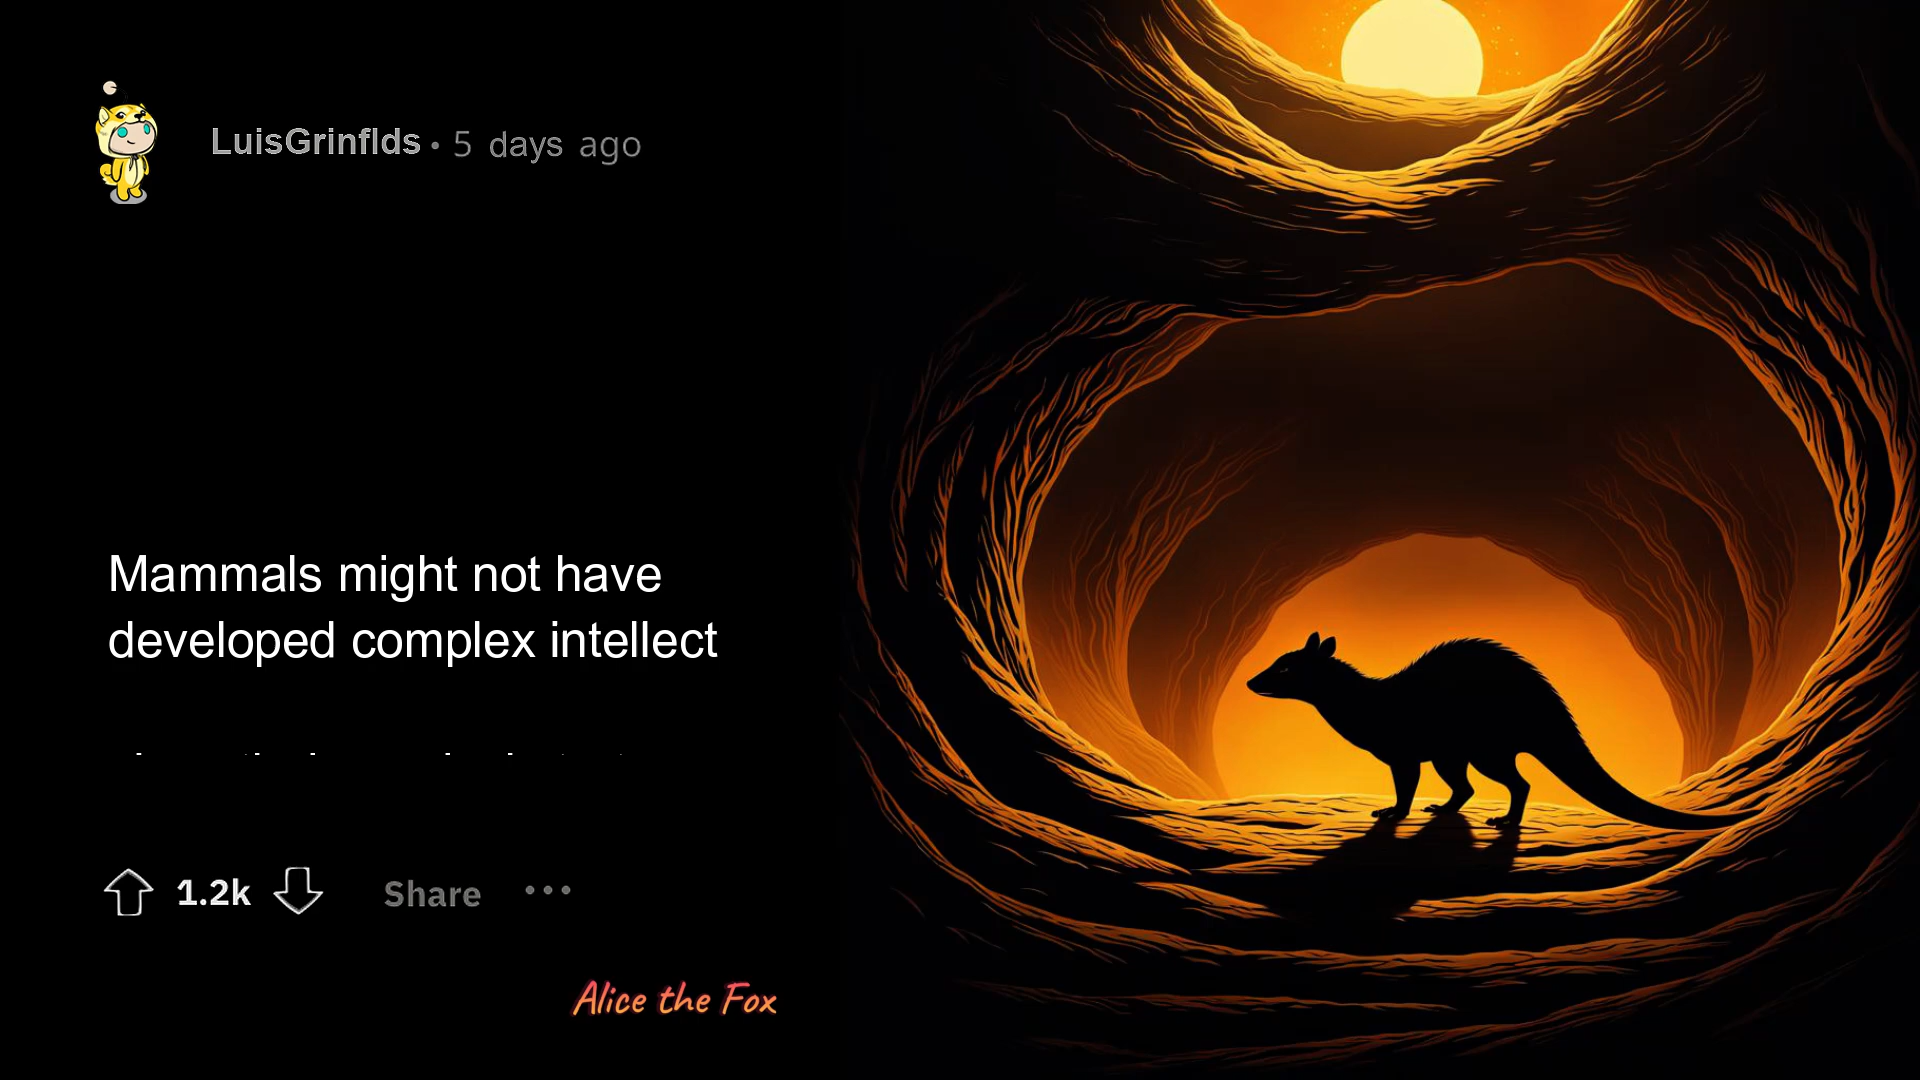 LuisGrinflds • 5 days ago
Mammals might not have
developed complex intellect
1.2k Share •••
Alice the Fox